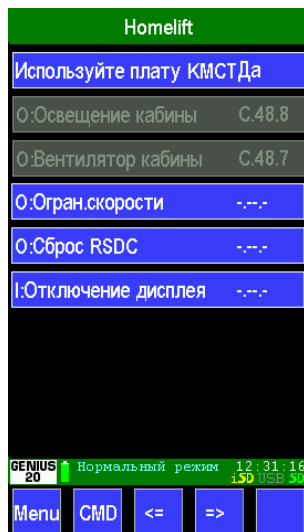 Homelift
Используйте плату КМСТДа
О:Освещение кабины С.48.8
О:Вентилятор кабины С.48.7
О:Огран.скорости -.--.-
О:Сброс RSDC -.--.-
I:Отключение дисплея -.--.-
GENIUS 20 Нормальный режим 12:31:16
iSD USB SD
Menu CMD <= =>